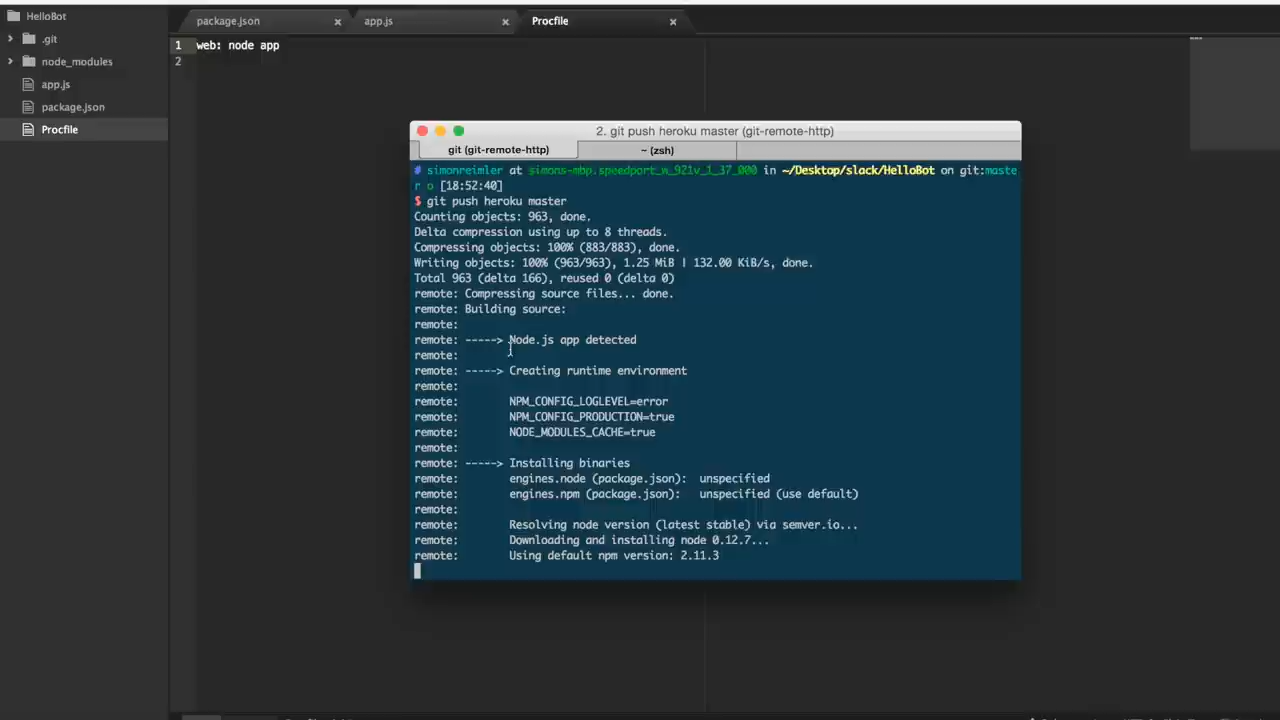 HelloBot
.git
node_modules
app.js
package.json
Procfile
package.json x
app.js x
Procfile x
1 web: node app
2
2. git push heroku master (git-remote-http)
git (git-remote-http)
~ (zsh)
# simonreimler at simons-mbp.speedport_w_921v_1_37_000 in ~/Desktop/slack/HelloBot on git:maste
r o [18:52:40]
$ git push heroku master
Counting objects: 963, done.
Delta compression using up to 8 threads.
Compressing objects: 100% (883/883), done.
Writing objects: 100% (963/963), 1.25 MiB | 132.00 KiB/s, done.
Total 963 (delta 166), reused 0 (delta 0)
remote: Compressing source files... done.
remote: Building source:
remote:
remote: -----> Node.js app detected
remote:
remote: -----> Creating runtime environment
remote:
remote: NPM_CONFIG_LOGLEVEL=error
remote: NPM_CONFIG_PRODUCTION=true
remote: NODE_MODULES_CACHE=true
remote:
remote: -----> Installing binaries
remote: engines.node (package.json): unspecified
remote: engines.npm (package.json): unspecified (use default)
remote:
remote: Resolving node version (latest stable) via semver.io...
remote: Downloading and installing node 0.12.7...
remote: Using default npm version: 2.11.3